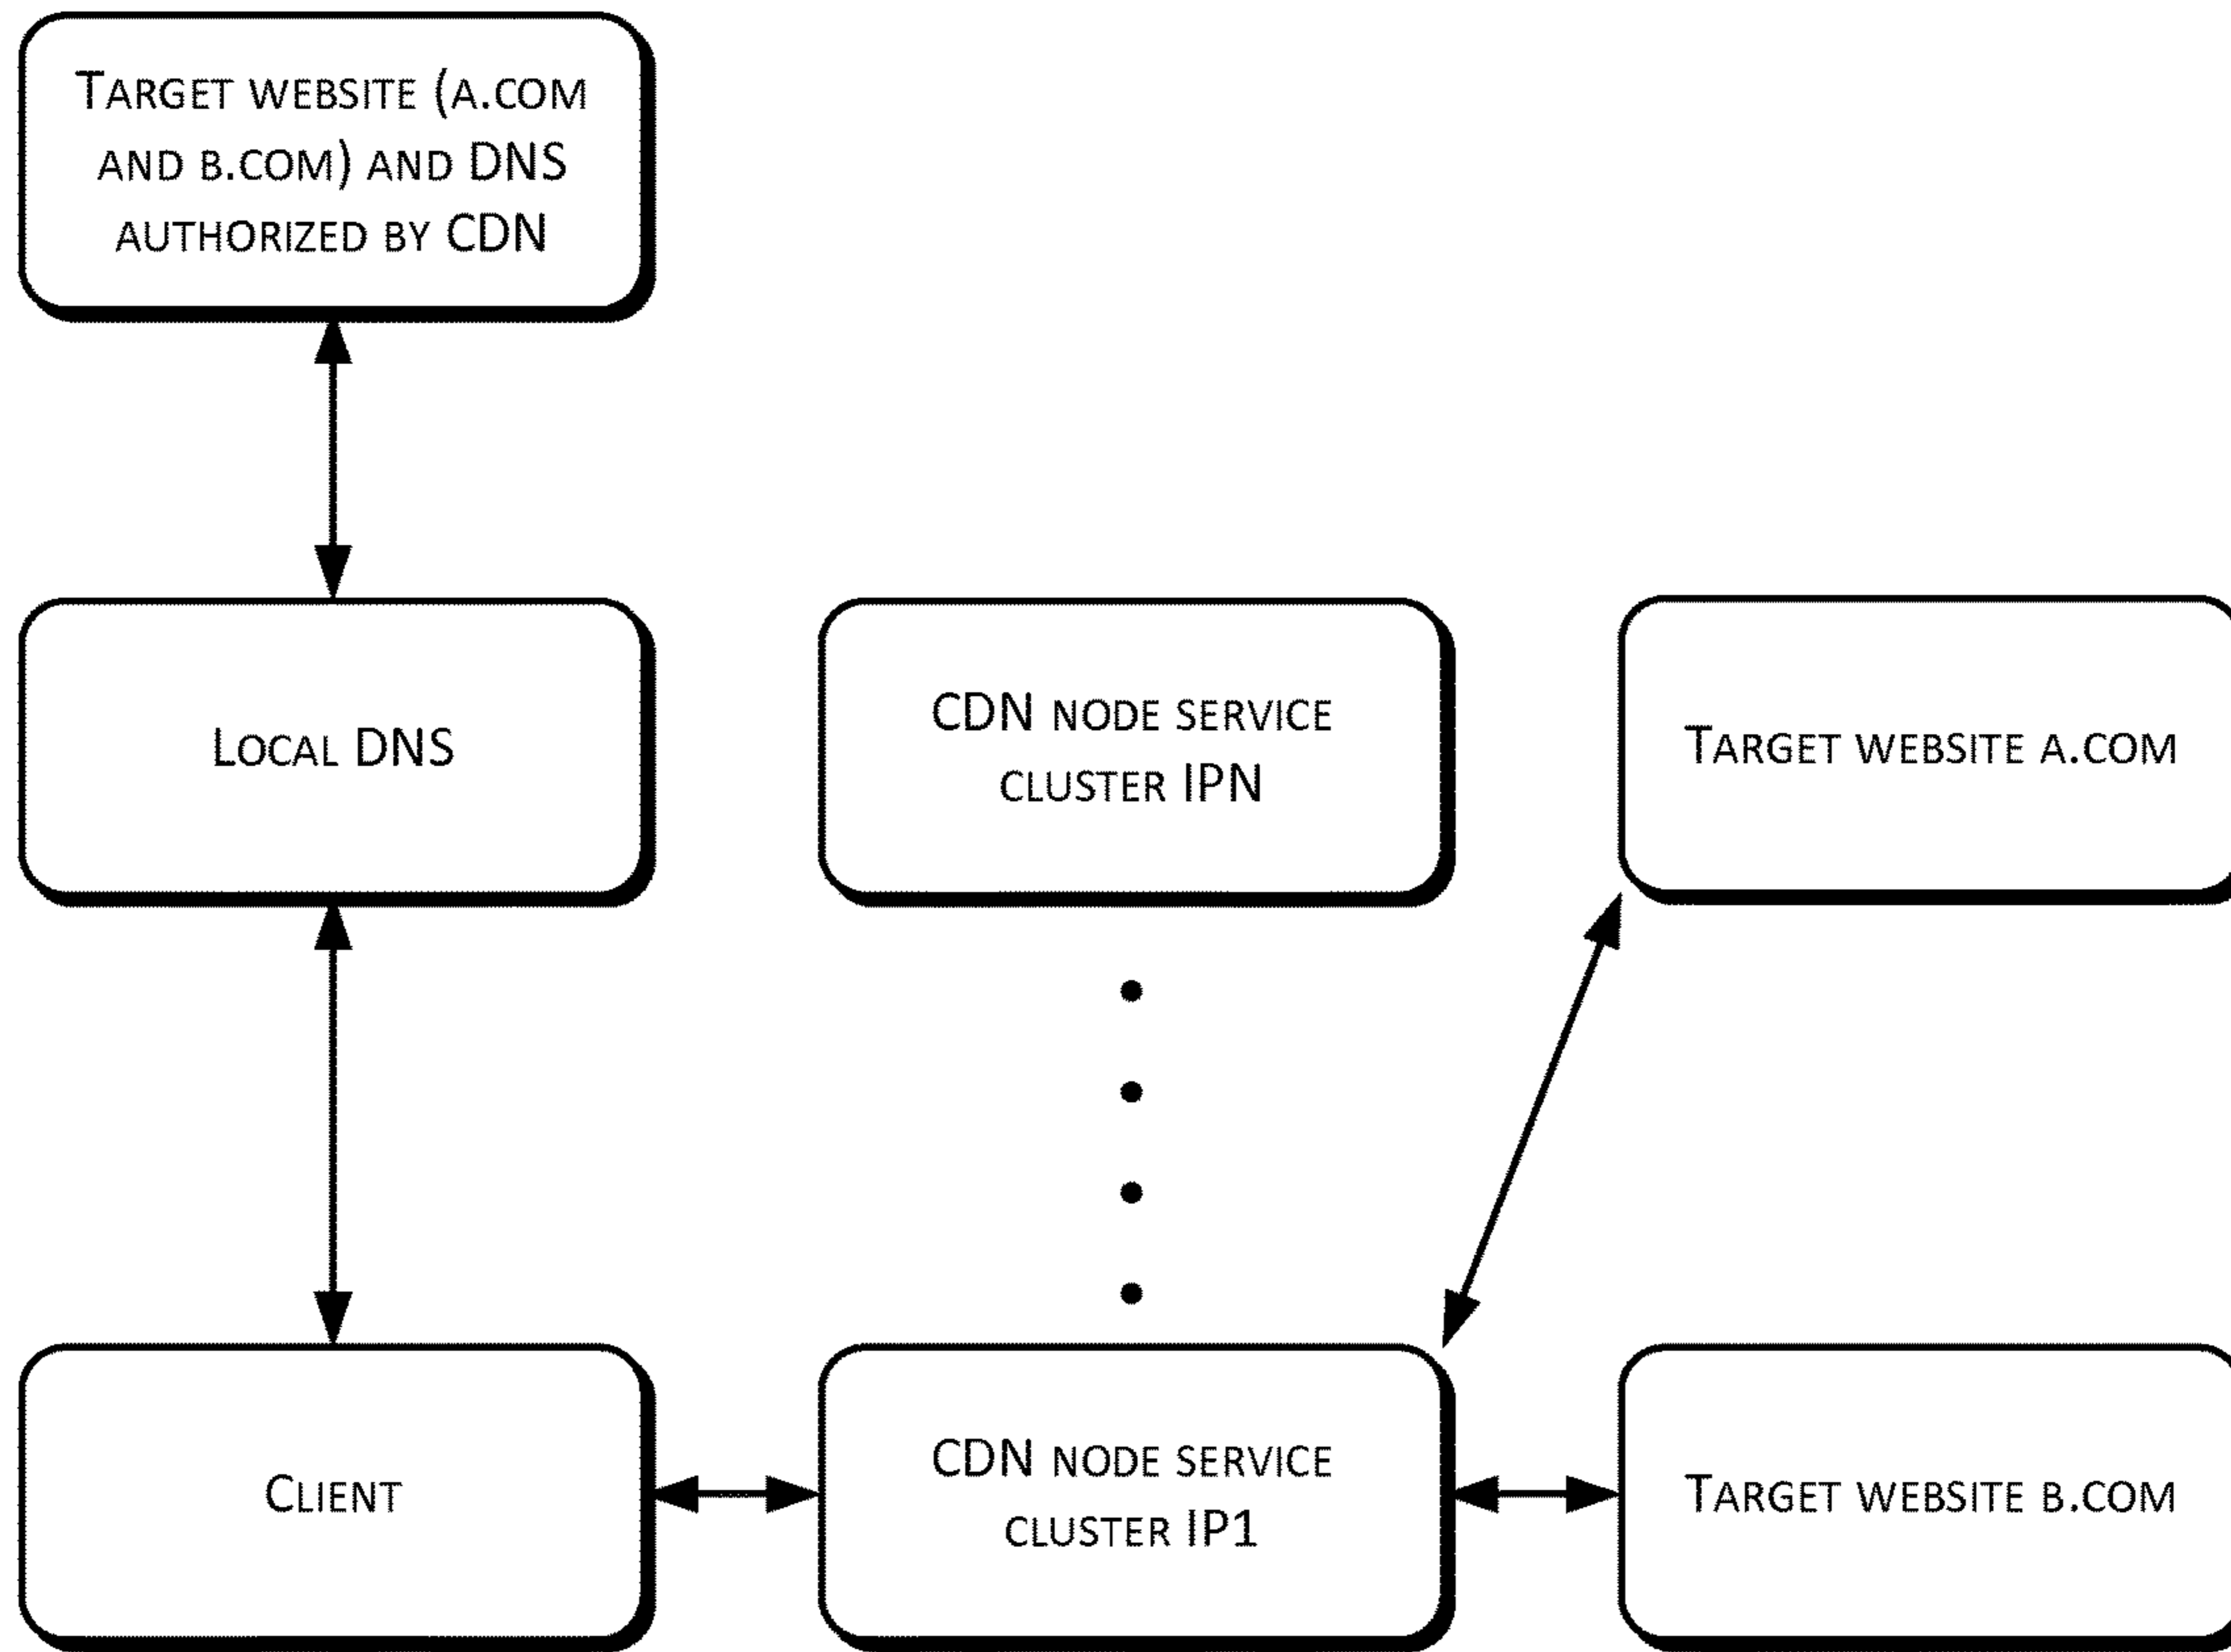 Target website (a.com
and b.com) and DNS
authorized by CDN
Local DNS
CDN node service
cluster IPN
Target website a.com
Client
CDN node service
cluster IP1
Target website b.com